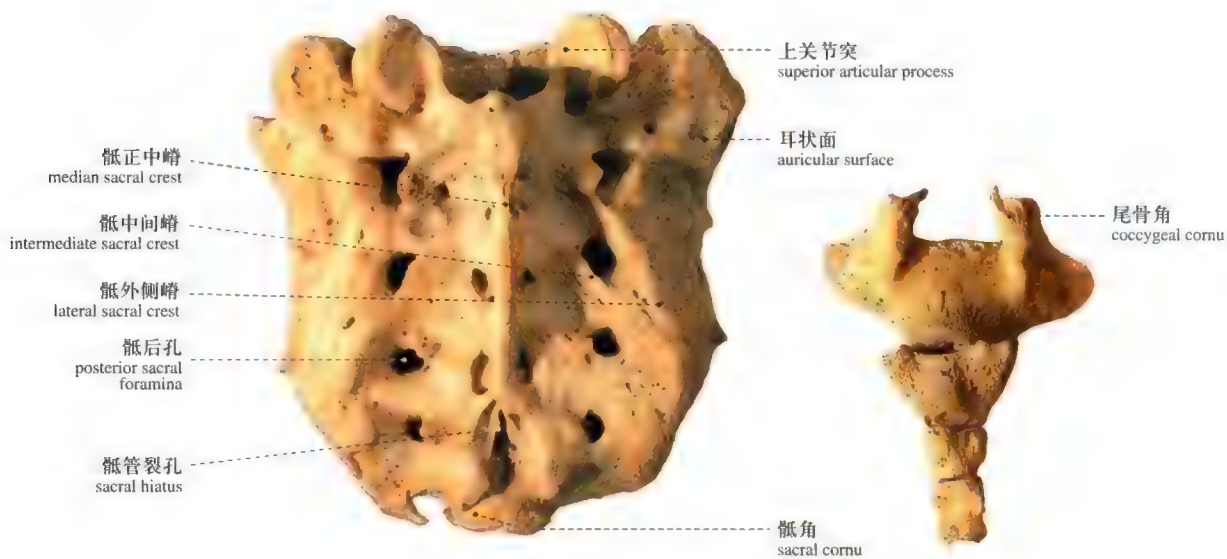 上关节突
superior articular process
耳状面
auricular surface
骶正中嵴
median sacral crest
骶中间嵴
intermediate sacral crest
骶外侧嵴
lateral sacral crest
骶后孔
posterior sacral
foramina
骶管裂孔
sacral hiatus
骶角
sacral cornu
尾骨角
coccygeal cornu